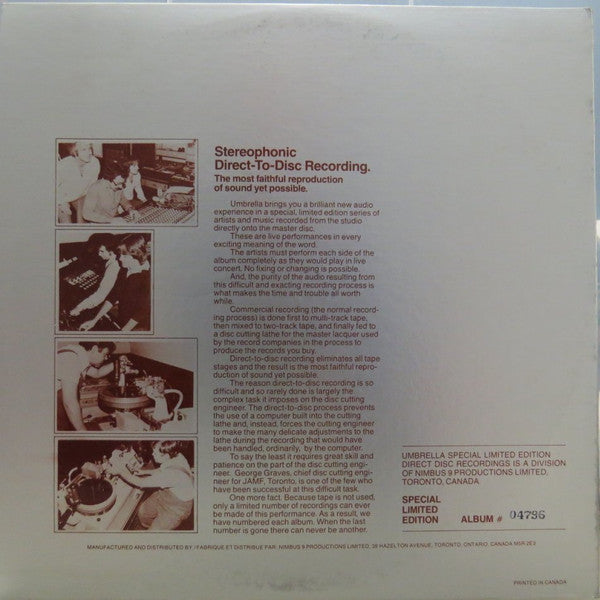 Stereophonic
Direct-To-Disc Recording.
The most faithful reproduction
of sound yet possible.
Umbrella brings you a brilliant new audio
experience in a special, limited edition series of
artists and music recorded from the studio
directly onto the master disc.
These are live performances in every
exciting meaning of the word.
The artists must perform each side of the
album completely as they would play in live
concert. No fixing or changing is possible.
And, the purity of the audio resulting from
this difficult and exacting recording process is
what makes the time and trouble all worth
while.
Commercial recording (the normal record-
ing process) is done first to multi-track tape,
then mixed to two-track tape, and finally fed to
a disc cutting lathe for the master lacquer used
by the record companies in the process to
produce the records you buy.
Direct-to-disc recording eliminates all tape
stages and the result is the most faithful repro-
duction of sound yet possible.
The reason direct-to-disc recording is so
difficult and so rarely done is largely the
complex task it imposes on the disc cutting
engineer. The direct-to-disc process prevents
the use of a computer built into the cutting
lathe and, instead, forces the cutting engineer
to make the many delicate adjustments to the
lathe during the recording that would have
been handled, ordinarily, by the computer.
To say the least it requires great skill and
patience on the part of the disc cutting engi-
neer. George Graves, chief disc cutting engi-
neer for JAMF, Toronto, is one of the few who
have been successful at this difficult task.
One more fact. Because tape is not used,
only a limited number of recordings can ever
be made of this performance. As a result, we
have numbered each album. When the last
number is gone there can never be another.
UMBRELLA SPECIAL LIMITED EDITION
DIRECT DISC RECORDINGS IS A DIVISION
OF NIMBUS 9 PRODUCTIONS LIMITED,
TORONTO, CANADA.
SPECIAL
LIMITED
EDITION ALBUM # 04736
MANUFACTURED AND DISTRIBUTED BY / FABRIQUE ET DISTRIBUE PAR: NIMBUS 9 PRODUCTIONS LIMITED, 39 HAZELTON AVENUE, TORONTO, ONTARIO, CANADA M5R 2E3
PRINTED IN CANADA